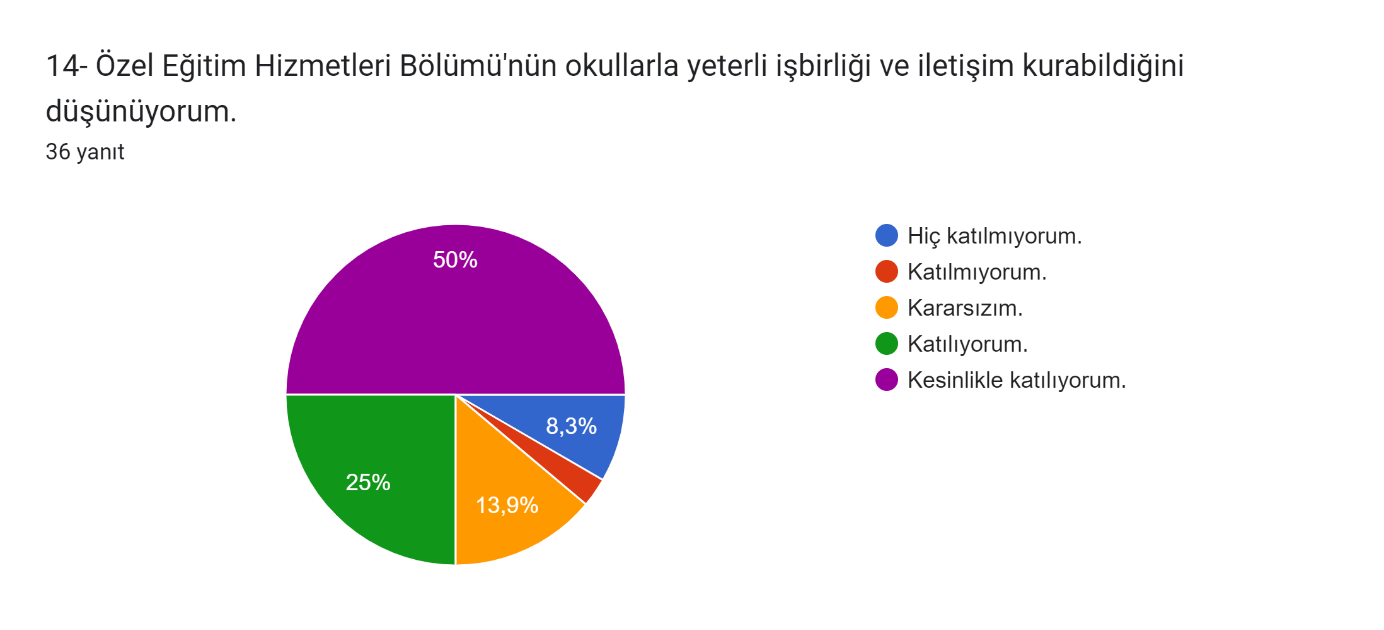 14- Özel Eğitim Hizmetleri Bölümü'nün okullarla yeterli işbirliği ve iletişim kurabildiğini
düşünüyorum.
36 yanıt
50%
8,3%
25%
13,9%
Hiç katılmıyorum.
Katılmıyorum.
Kararsızım.
Katılıyorum.
Kesinlikle katılıyorum.